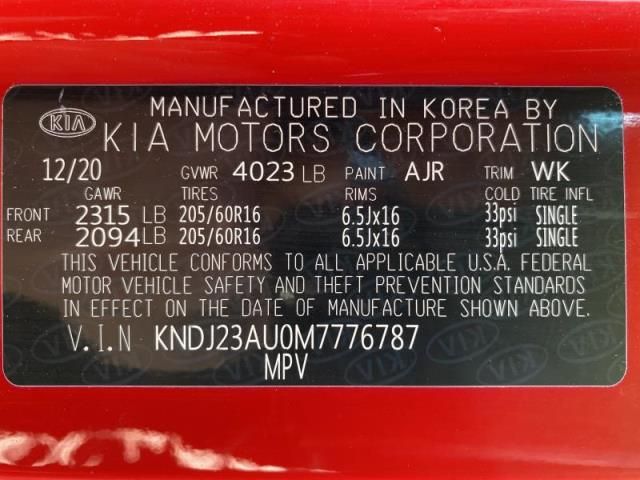 KIA MANUFACTURED IN KOREA BY
KIA MOTORS CORPORATION
12/20 GVWR 4023 LB PAINT AJR TRIM WK
GAWR TIRES RIMS COLD TIRE INFL
FRONT 2315 LB 205/60R16 6.5Jx16 33psi SINGLE
REAR 2094 LB 205/60R16 6.5Jx16 33psi SINGLE
THIS VEHICLE CONFORMS TO ALL APPLICABLE U.S.A. FEDERAL
MOTOR VEHICLE SAFETY AND THEFT PREVENTION STANDARDS
IN EFFECT ON THE DATE OF MANUFACTURE SHOWN ABOVE.
V.I.N KNDJ23AU0M7776787
MPV